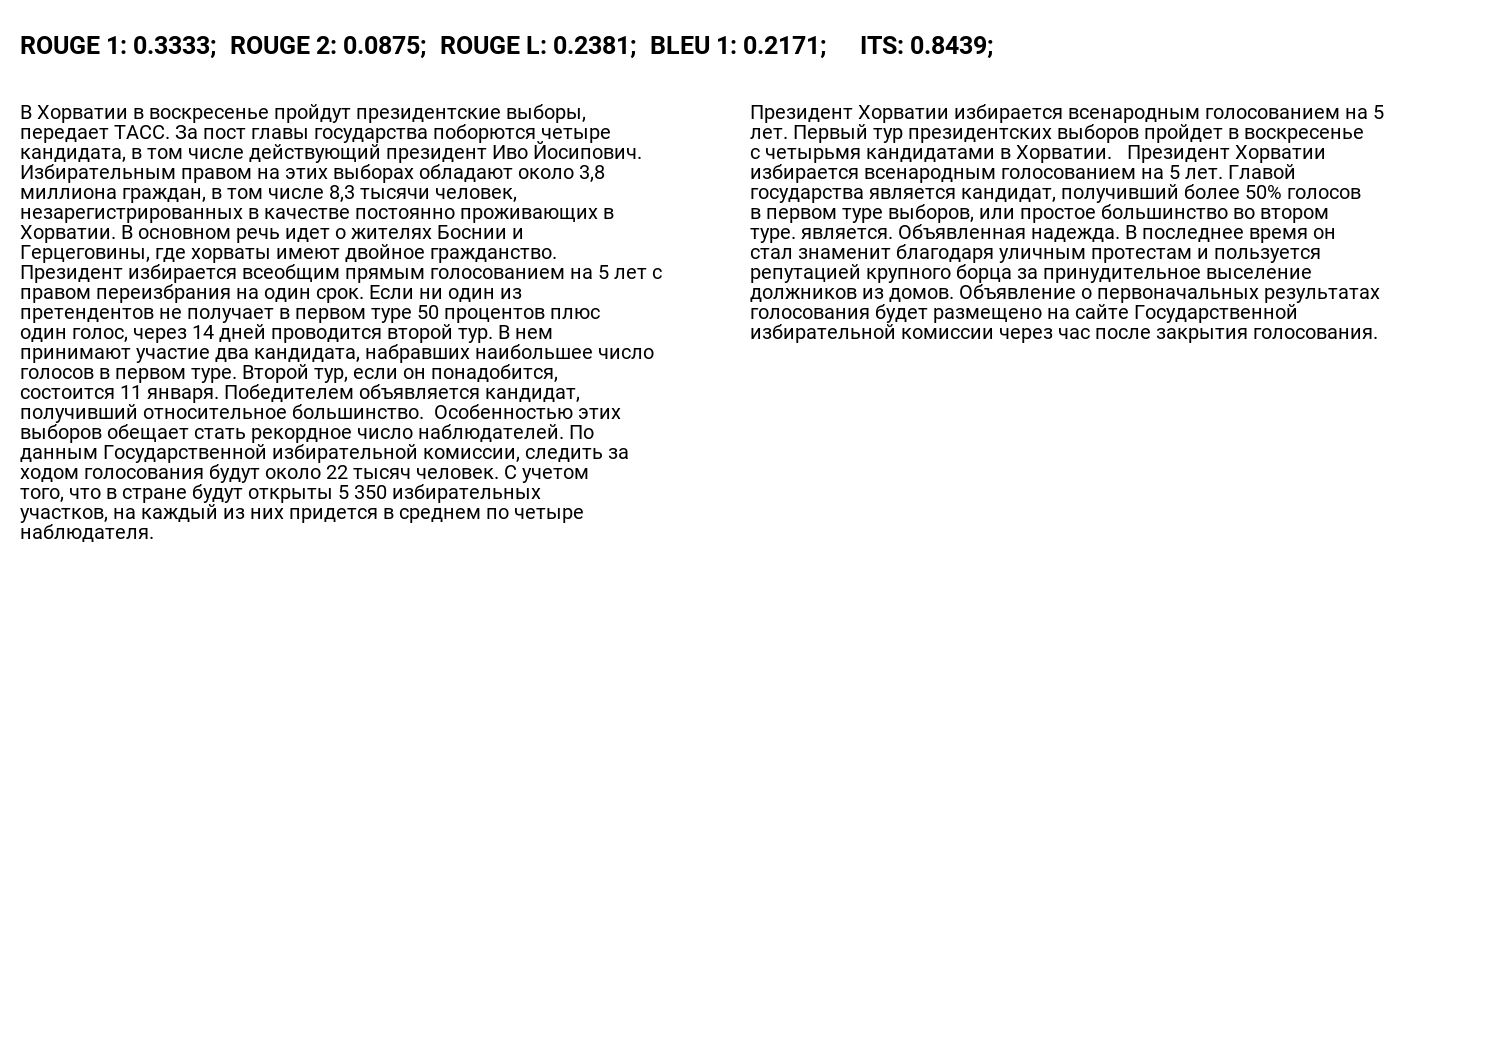 ROUGE 1: 0.3333;  ROUGE 2: 0.0875;  ROUGE L: 0.2381;  BLEU 1: 0.2171;  ITS: 0.8439;
В Хорватии в воскресенье пройдут президентские выборы,
передает ТАСС. За пост главы государства поборются четыре
кандидата, в том числе действующий президент Иво Йосипович.
Избирательным правом на этих выборах обладают около 3,8
миллиона граждан, в том числе 8,3 тысячи человек,
незарегистрированных в качестве постоянно проживающих в
Хорватии. В основном речь идет о жителях Боснии и
Герцеговины, где хорваты имеют двойное гражданство.
Президент избирается всеобщим прямым голосованием на 5 лет с
правом переизбрания на один срок. Если ни один из
претендентов не получает в первом туре 50 процентов плюс
один голос, через 14 дней проводится второй тур. В нем
принимают участие два кандидата, набравших наибольшее число
голосов в первом туре. Второй тур, если он понадобится,
состоится 11 января. Победителем объявляется кандидат,
получивший относительное большинство.  Особенностью этих
выборов обещает стать рекордное число наблюдателей. По
данным Государственной избирательной комиссии, следить за
ходом голосования будут около 22 тысяч человек. С учетом
того, что в стране будут открыты 5 350 избирательных
участков, на каждый из них придется в среднем по четыре
наблюдателя.
Президент Хорватии избирается всенародным голосованием на 5
лет. Первый тур президентских выборов пройдет в воскресенье
с четырьмя кандидатами в Хорватии.   Президент Хорватии
избирается всенародным голосованием на 5 лет. Главой
государства является кандидат, получивший более 50% голосов
в первом туре выборов, или простое большинство во втором
туре. является. Объявленная надежда. В последнее время он
стал знаменит благодаря уличным протестам и пользуется
репутацией крупного борца за принудительное выселение
должников из домов. Объявление о первоначальных результатах
голосования будет размещено на сайте Государственной
избирательной комиссии через час после закрытия голосования.